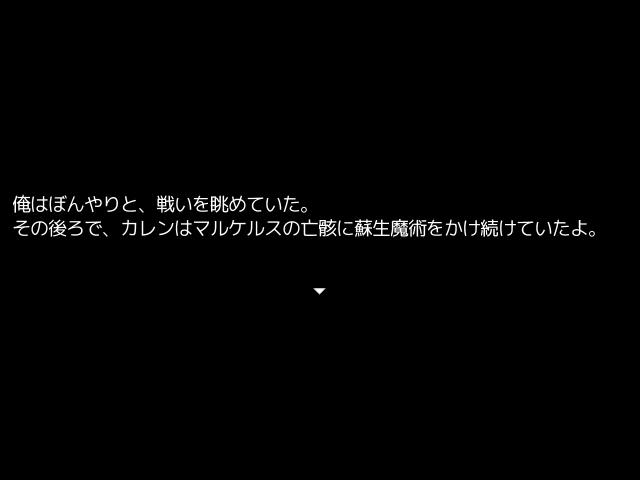 俺はぼんやりと、戦いを眺めていた。
その後ろで、カレンはマルケルスの亡骸に蘇生魔術をかけ続けていたよ。